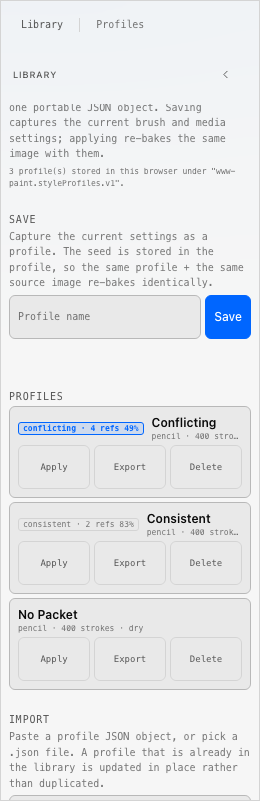 Library
Profiles
LIBRARY
one portable JSON object. Saving
captures the current brush and media
settings; applying re-bakes the same
image with them.
3 profile(s) stored in this browser under "www-
paint.styleProfiles.v1".
SAVE
Capture the current settings as a
profile. The seed is stored in the
profile, so the same profile + the same
source image re-bakes identically.
Profile name
Save
PROFILES
conflicting · 4 refs 49%
Conflicting
pencil · 400 stro…
Apply
Export
Delete
consistent · 2 refs 83%
Consistent
pencil · 400 strok…
Apply
Export
Delete
No Packet
pencil · 400 strokes · dry
Apply
Export
Delete
IMPORT
Paste a profile JSON object, or pick a
.json file. A profile that is already in
the library is updated in place rather
than duplicated.